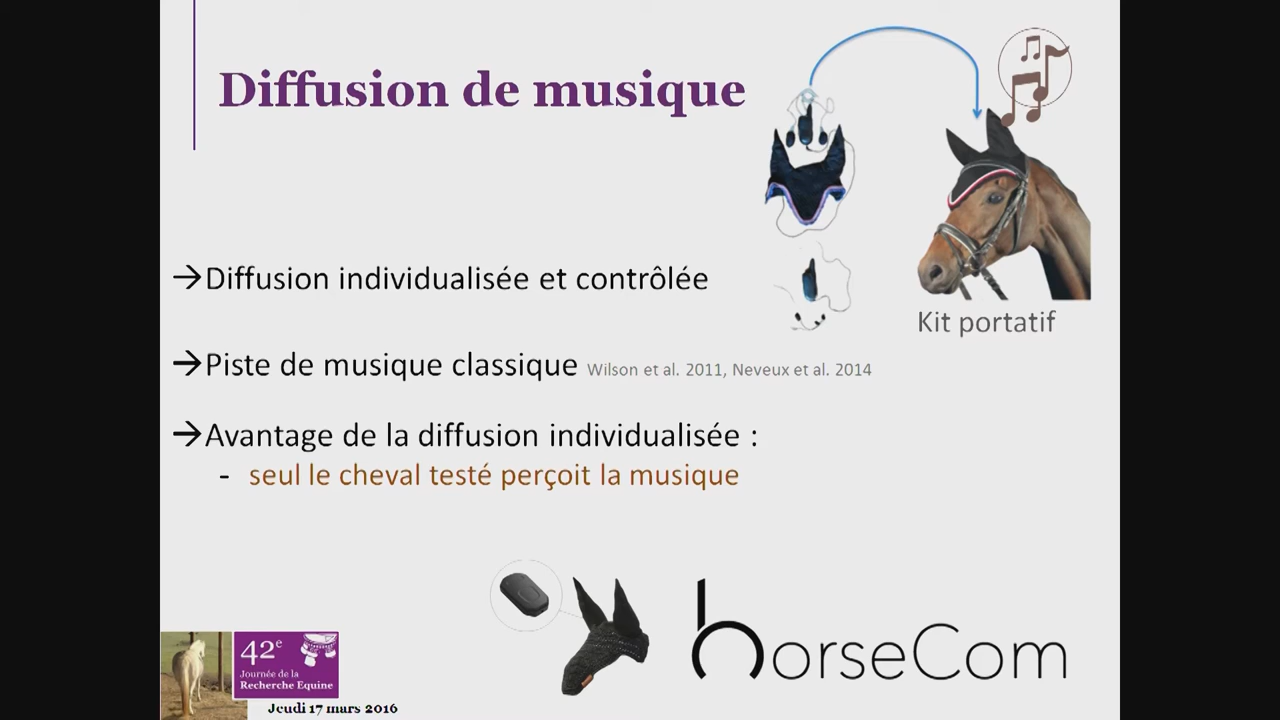 Diffusion de musique
→Diffusion individualisée et contrôlée
Kit portatif
→Piste de musique classique Wilson et al. 2011, Neveux et al. 2014
→Avantage de la diffusion individualisée :
- seul le cheval testé perçoit la musique
horseCom
42e
Journée de la
Recherche Equine
Jeudi 17 mars 2016